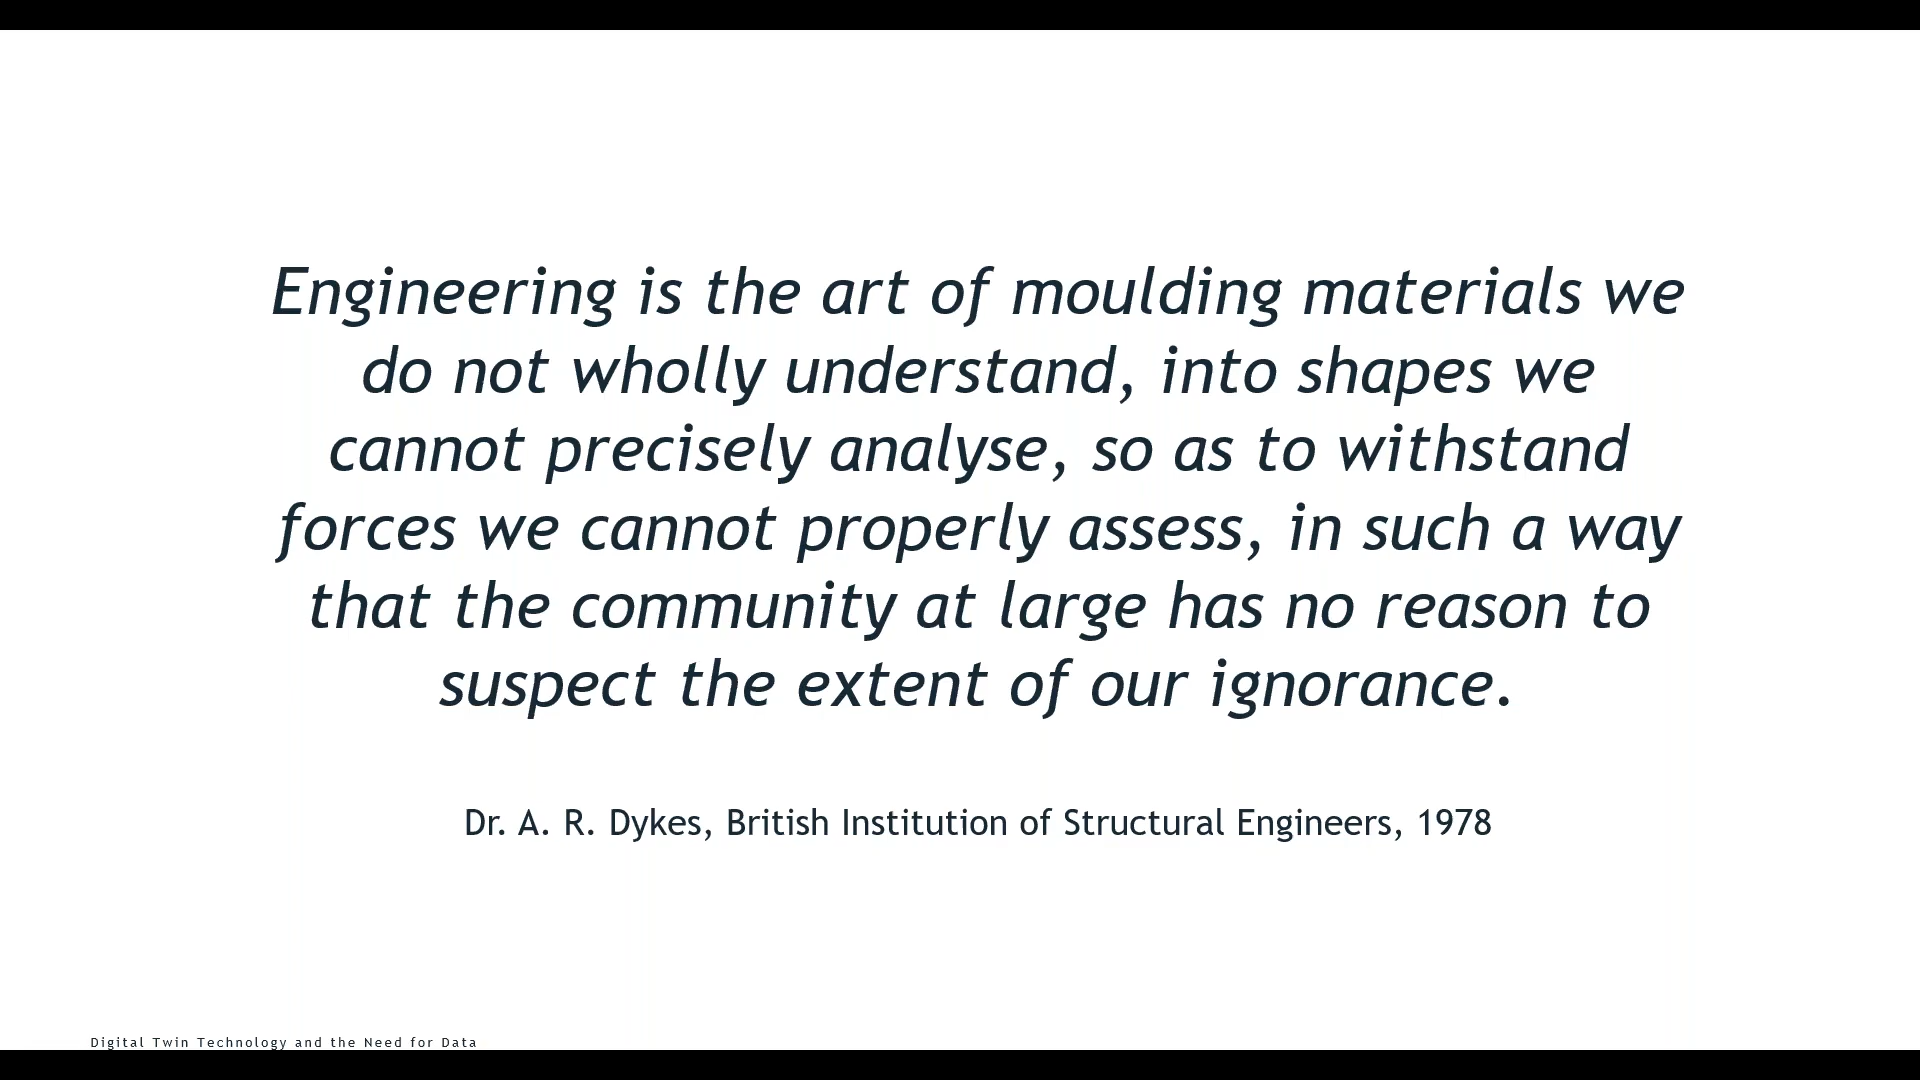 Engineering is the art of moulding materials we
do not wholly understand, into shapes we
cannot precisely analyse, so as to withstand
forces we cannot properly assess, in such a way
that the community at large has no reason to
suspect the extent of our ignorance.
Dr. A. R. Dykes, British Institution of Structural Engineers, 1978
Digital Twin Technology and the Need for Data